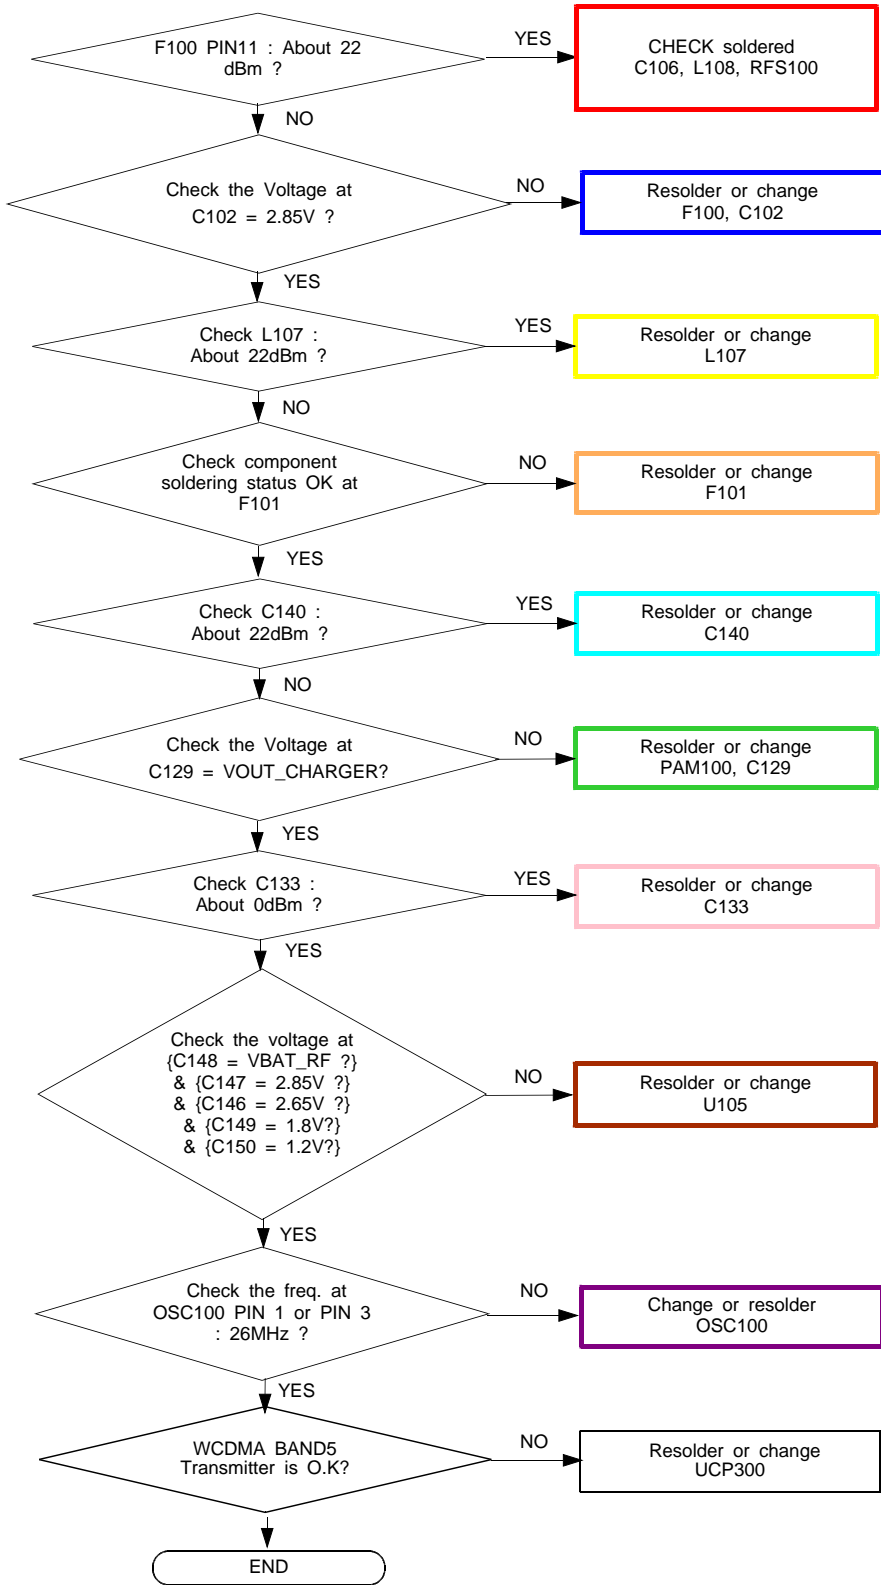 F100 PIN11 : About 22
dBm ?
YES
CHECK soldered
C106, L108, RFS100
NO
Check the Voltage at
C102 = 2.85V ?
NO
Resolder or change
F100, C102
YES
Check L107 :
About 22dBm ?
YES
Resolder or change
L107
NO
Check component
soldering status OK at
F101
NO
Resolder or change
F101
YES
Check C140 :
About 22dBm ?
YES
Resolder or change
C140
NO
Check the Voltage at
C129 = VOUT_CHARGER?
NO
Resolder or change
PAM100, C129
YES
Check C133 :
About 0dBm ?
YES
Resolder or change
C133
YES
Check the voltage at
{C148 = VBAT_RF ?}
& {C147 = 2.85V ?}
& {C146 = 2.65V ?}
& {C149 = 1.8V?}
& {C150 = 1.2V?}
NO
Resolder or change
U105
YES
Check the freq. at
OSC100 PIN 1 or PIN 3
: 26MHz ?
NO
Change or resolder
OSC100
YES
WCDMA BAND5
Transmitter is O.K?
NO
Resolder or change
UCP300
END